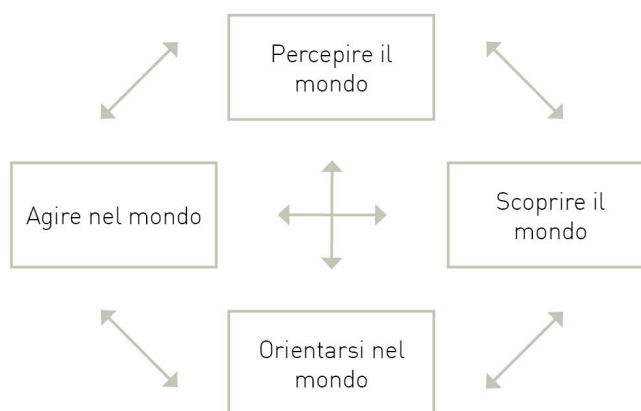 Percepire il
mondo
Agire nel mondo
Scoprire il
mondo
Orientarsi nel
mondo